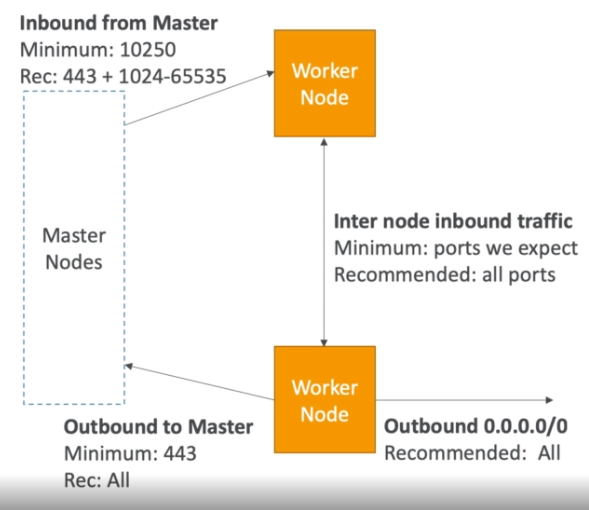 Inbound from Master
Minimum: 10250
Rec: 443 + 1024-65535
Worker
Node
Master
Nodes
Inter node inbound traffic
Minimum: ports we expect
Recommended: all ports
Worker
Node
Outbound to Master
Minimum: 443
Rec: All
Outbound 0.0.0.0/0
Recommended:  All